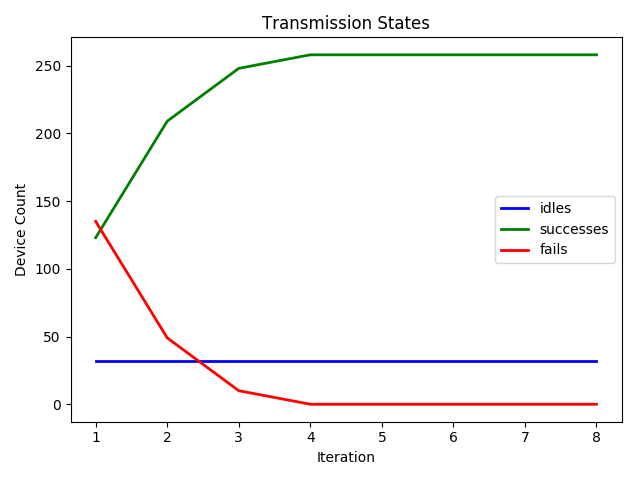 Transmission States
Device Count
250
200
150
100
50
0
idles
successes
fails
1 2 3 4 5 6 7 8
Iteration